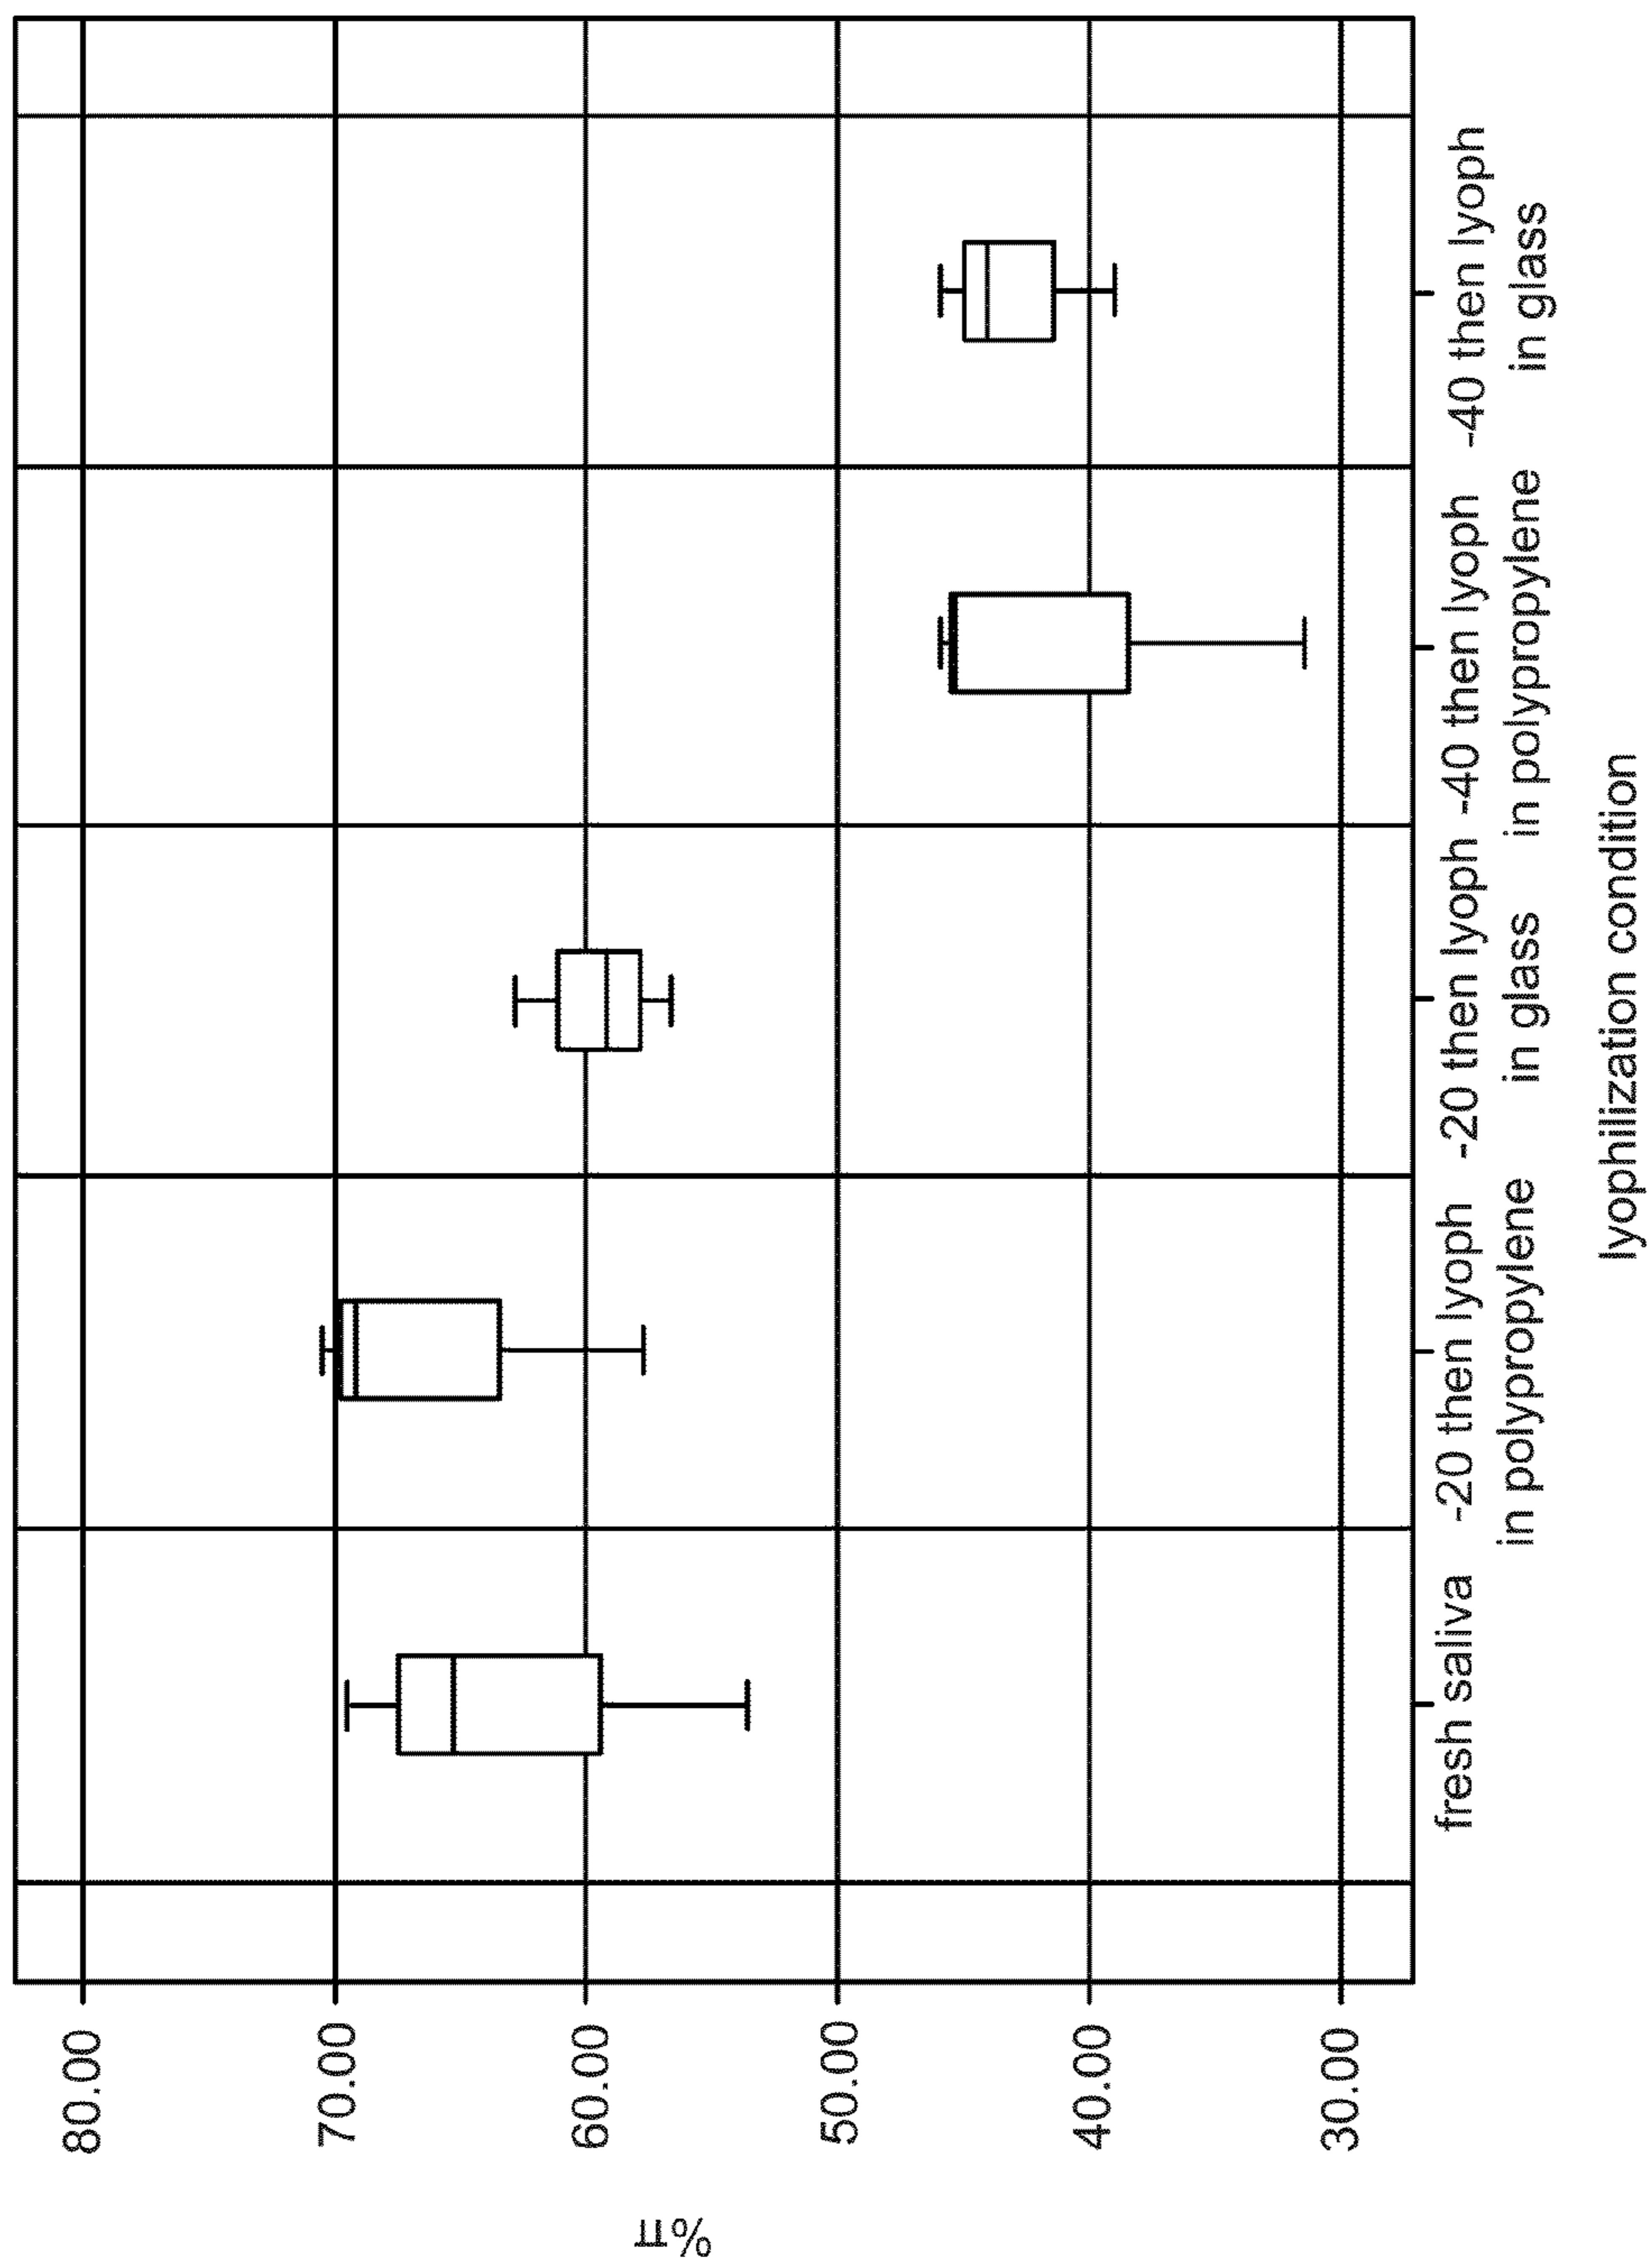 %π
80.00
70.00
60.00
50.00
40.00
30.00
fresh saliva
-20 then lyoph
in polypropylene
-20 then lyoph
in glass
-40 then lyoph
in polypropylene
-40 then lyoph
in glass
lyophilization condition